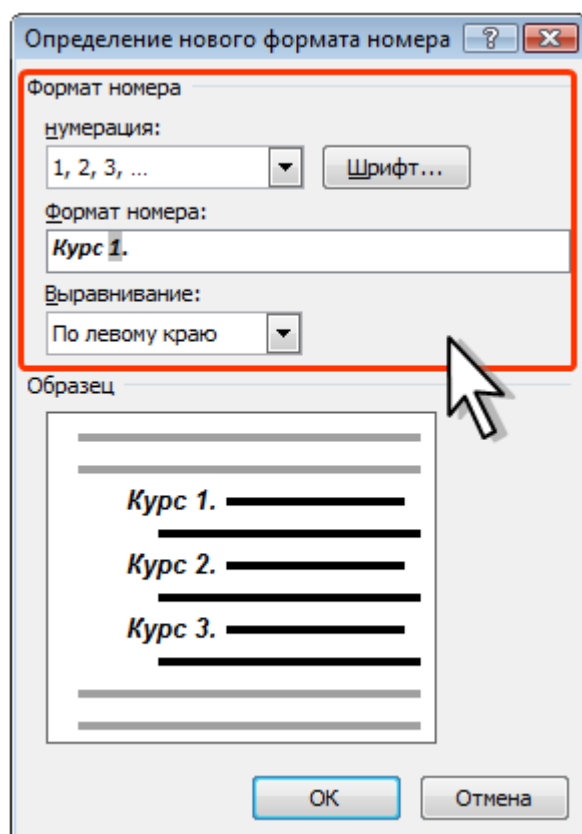 Определение нового формата номера
Формат номера
нумерация:
1, 2, 3, ...
Шрифт...
Формат номера:
Курс 1.
Выравнивание:
По левому краю
Образец
Курс 1.
Курс 2.
Курс 3.
ОК
Отмена